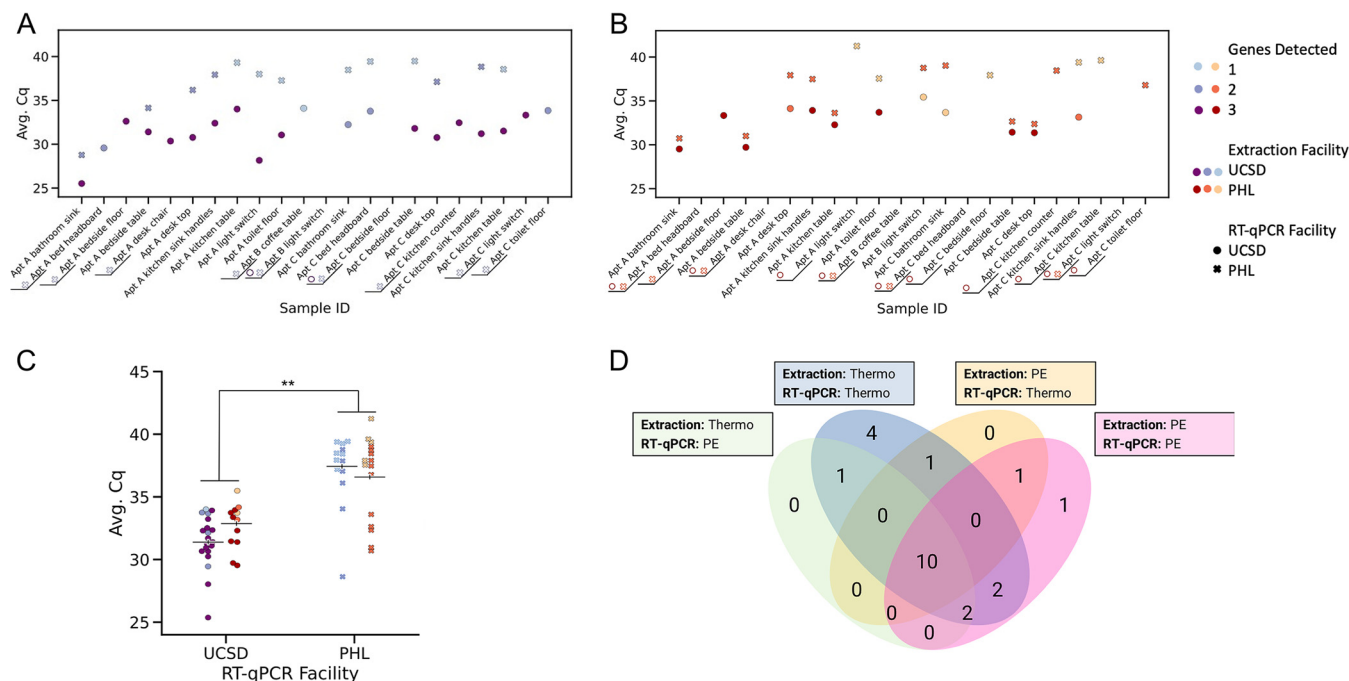 A
B
40
35
30
25
Avg. Cq
Apt A bathroom sink
Apt A bed headboard
Apt A bedside floor
Apt A bedside table
Apt A desk chair
Apt A desk top
Apt A kitchen sink handles
Apt A kitchen table
Apt A light switch
Apt A toilet floor
Apt B coffee table
Apt B light switch
Apt C bathroom sink
Apt C bed headboard
Apt C bedside floor
Apt C bedside table
Apt C desk top
Apt C kitchen counter
Apt C kitchen sink handles
Apt C kitchen table
Apt C light switch
Apt C toilet floor
Sample ID
40
35
30
25
Avg. Cq
Apt A bathroom sink
Apt A bed headboard
Apt A bedside floor
Apt A bedside table
Apt A desk chair
Apt A desk top
Apt A kitchen sink handles
Apt A kitchen table
Apt A light switch
Apt A toilet floor
Apt B coffee table
Apt B light switch
Apt C bathroom sink
Apt C bed headboard
Apt C bedside floor
Apt C bedside table
Apt C desk top
Apt C kitchen counter
Apt C kitchen sink handles
Apt C kitchen table
Apt C light switch
Apt C toilet floor
Sample ID
Genes Detected
1
2
3
Extraction Facility
UCSD
PHL
RT-qPCR Facility
UCSD
PHL
C
45
40
35
30
25
Avg. Cq
**
UCSD
PHL
RT-qPCR Facility
D
Extraction: Thermo
RT-qPCR: Thermo
Extraction: PE
RT-qPCR: Thermo
Extraction: Thermo
RT-qPCR: PE
Extraction: PE
RT-qPCR: PE
4
0
1
1
1
0
1
0
0
10
0
2
0
2
0